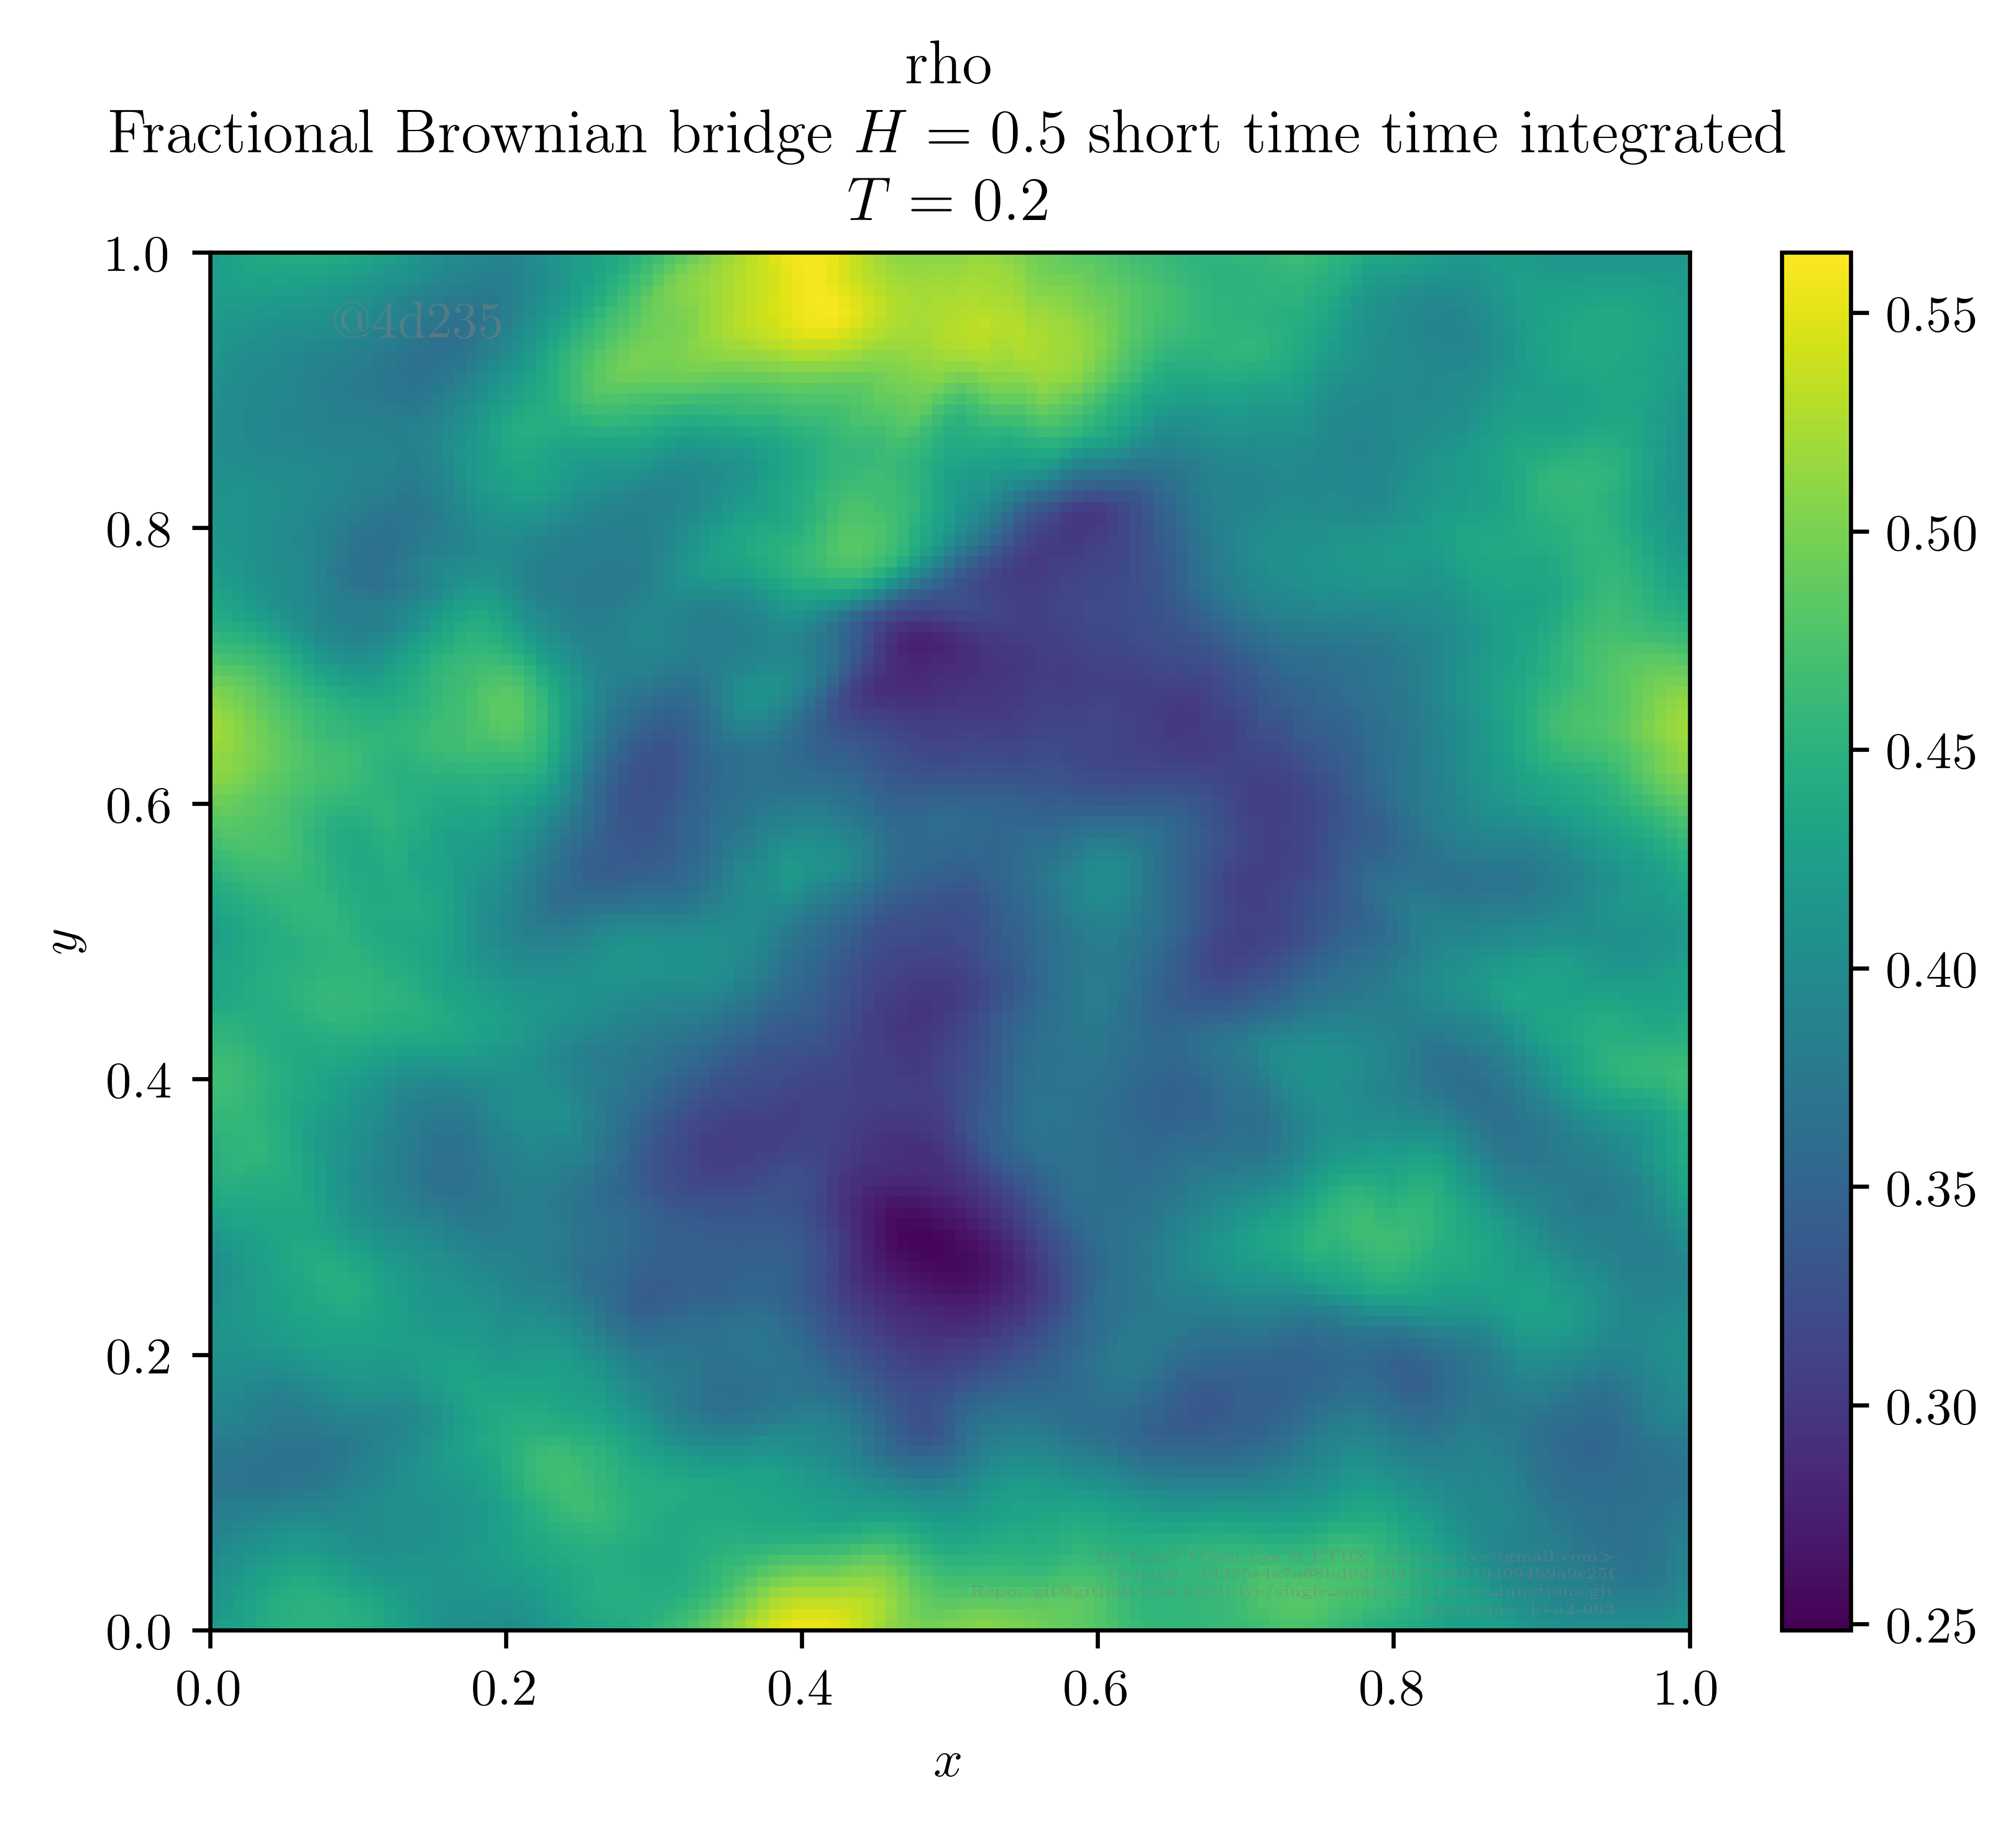 rho
Fractional Brownian bridge H = 0.5 short time time integrated
T = 0.2
@4d235
1.0
0.8
0.6
0.4
0.2
0.0
y
0.0 0.2 0.4 0.6 0.8 1.0
x
0.55
0.50
0.45
0.40
0.35
0.30
0.25
Repo: